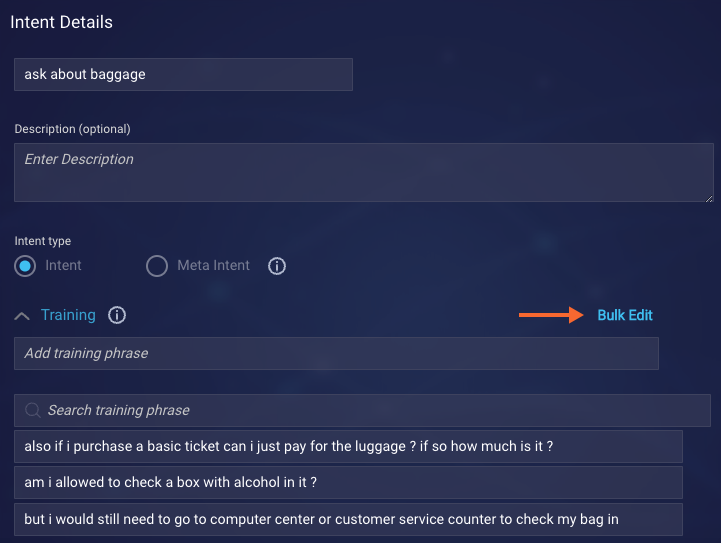 Intent Details
ask about baggage
Description (optional)
Enter Description
Intent type
Intent Meta Intent
Training Bulk Edit
Add training phrase
Search training phrase
also if i purchase a basic ticket can i just pay for the luggage ? if so how much is it ?
am i allowed to check a box with alcohol in it ?
but i would still need to go to computer center or customer service counter to check my bag in